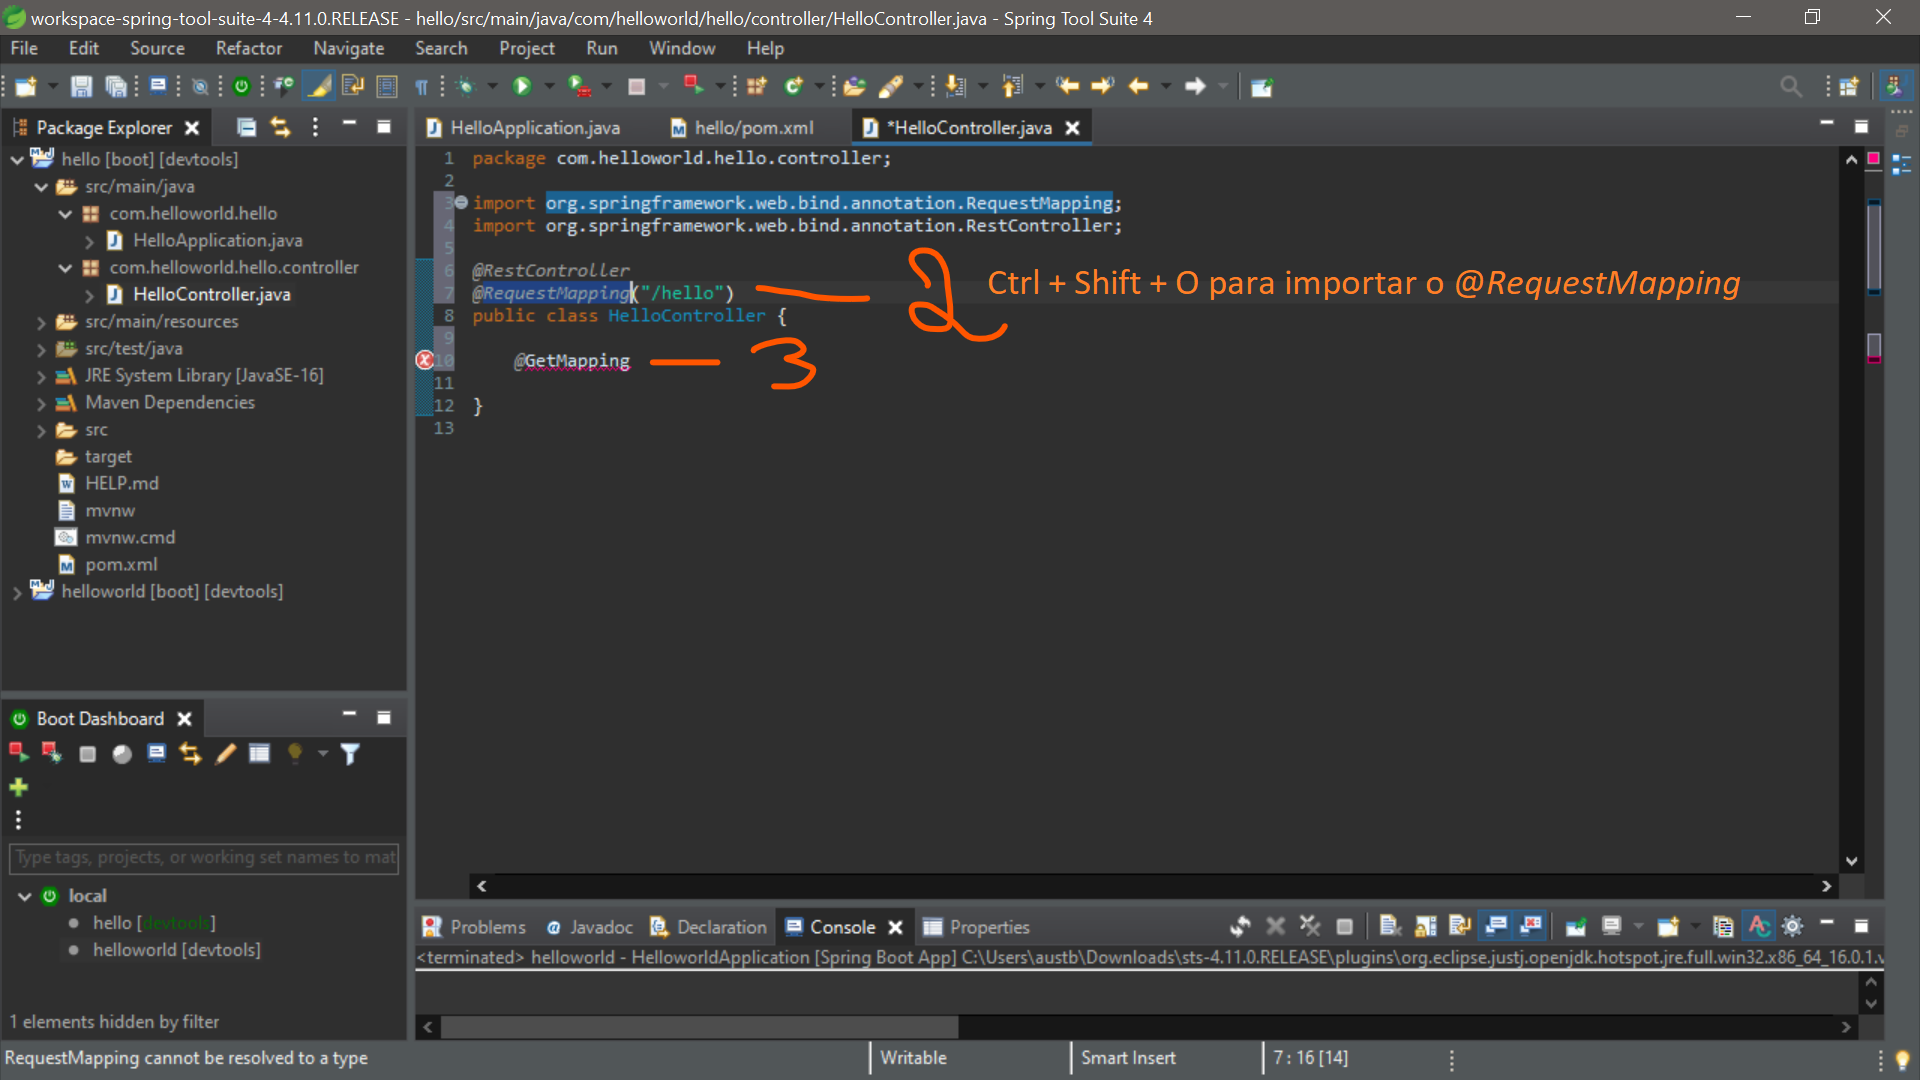 workspace-spring-tool-suite-4-4.11.0.RELEASE - hello/src/main/java/com/helloworld/hello/controller/HelloController.java - Spring Tool Suite 4
File Edit Source Refactor Navigate Search Project Run Window Help
Package Explorer
hello [boot] [devtools]
src/main/java
com.helloworld.hello
HelloApplication.java
com.helloworld.hello.controller
HelloController.java
src/main/resources
src/test/java
JRE System Library [JavaSE-16]
Maven Dependencies
src
target
HELP.md
mvnw
mvnw.cmd
pom.xml
helloworld [boot] [devtools]
HelloApplication.java hello/pom.xml *HelloController.java
1 package com.helloworld.hello.controller;
2
3 import org.springframework.web.bind.annotation.RequestMapping;
4 import org.springframework.web.bind.annotation.RestController;
5
6 @RestController
7 @RequestMapping("/hello") 2 Ctrl + Shift + O para importar o @RequestMapping
8 public class HelloController {
9
10 @GetMapping 3
11
12 }
13
Boot Dashboard
Type tags, projects, or working set names to mat
local
hello [devtools]
helloworld [devtools]
1 elements hidden by filter
Problems Javadoc Declaration Console Properties
<terminated> helloworld - HelloworldApplication [Spring Boot App] C:\Users\austb\Downloads\sts-4.11.0.RELEASE\plugins\org.eclipse.justj.openjdk.hotspot.jre.full.win32.x86_64_16.0.1.v
RequestMapping cannot be resolved to a type Writable Smart Insert 7 : 16 [14]